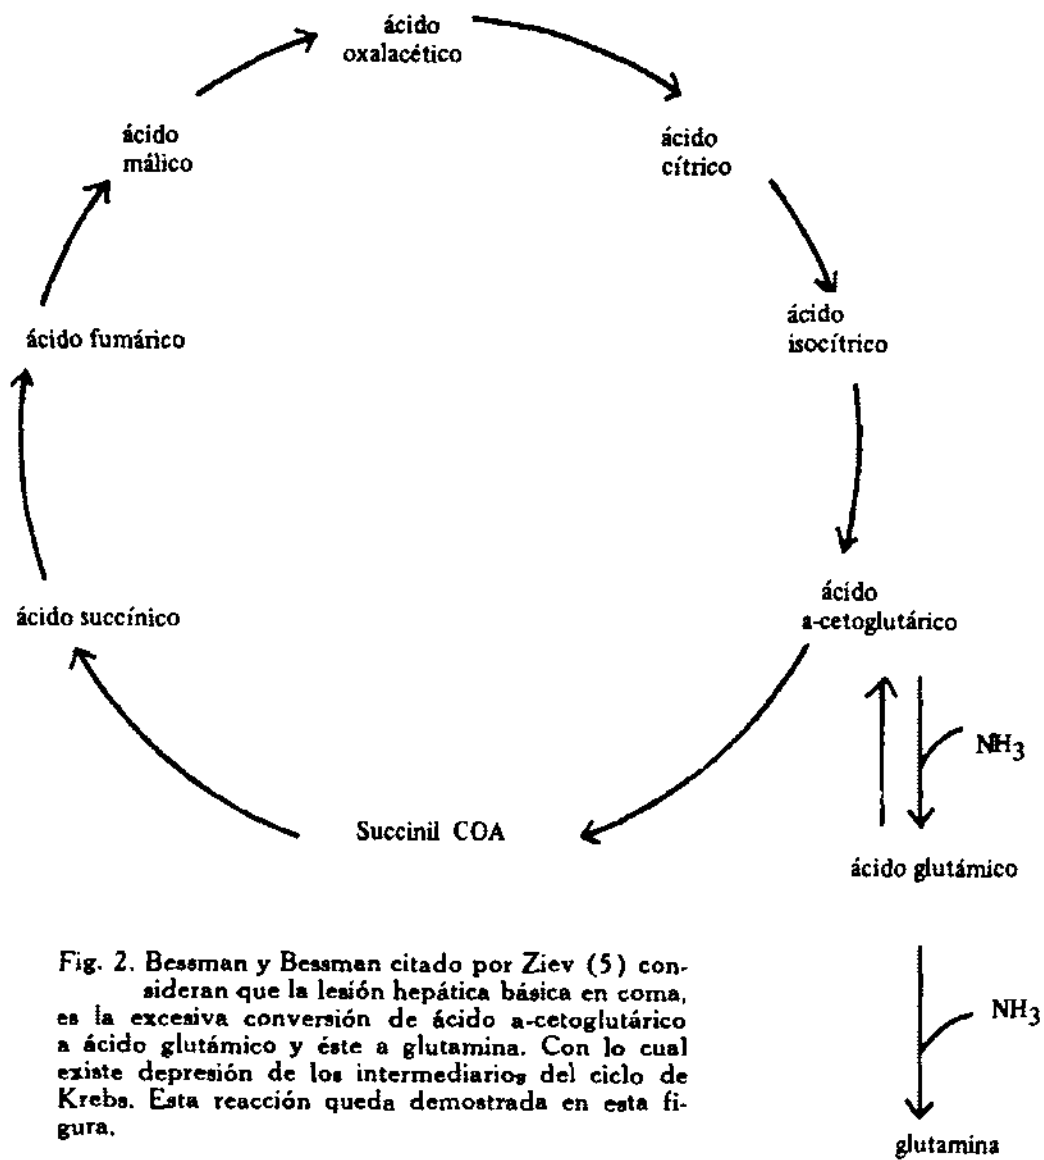 ácido
oxalacético
ácido
cítrico
ácido
isocítrico
ácido
a-cetoglutárico
NH3
ácido glutámico
NH3
glutamina
Succinil COA
ácido succínico
ácido fumárico
ácido
málico
Fig. 2. Bessman y Bessman citado por Ziev (5) con-
sideran que la lesión hepática básica en coma,
es la excesiva conversión de ácido a-cetoglutárico
a ácido glutámico y éste a glutamina. Con lo cual
existe depresión de los intermediarios del ciclo de
Krebs. Esta reacción queda demostrada en esta fi-
gura.